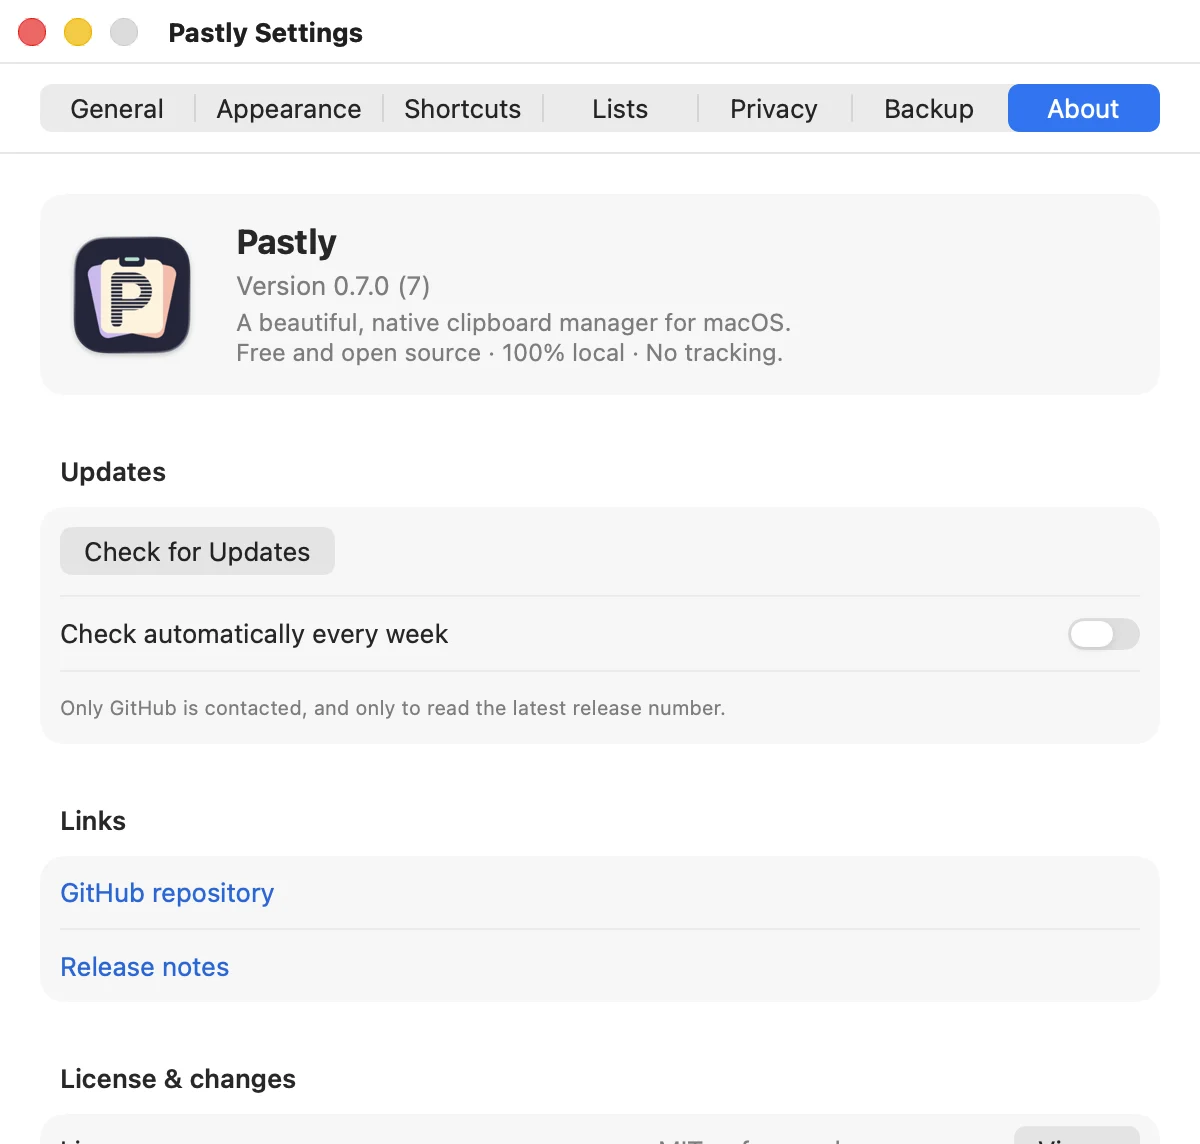 Pastly Settings
General Appearance Shortcuts Lists Privacy Backup About
Pastly
Version 0.7.0 (7)
A beautiful, native clipboard manager for macOS.
Free and open source · 100% local · No tracking.
P
Updates
Check for Updates
Check automatically every week
Only GitHub is contacted, and only to read the latest release number.
Links
GitHub repository
Release notes
License & changes